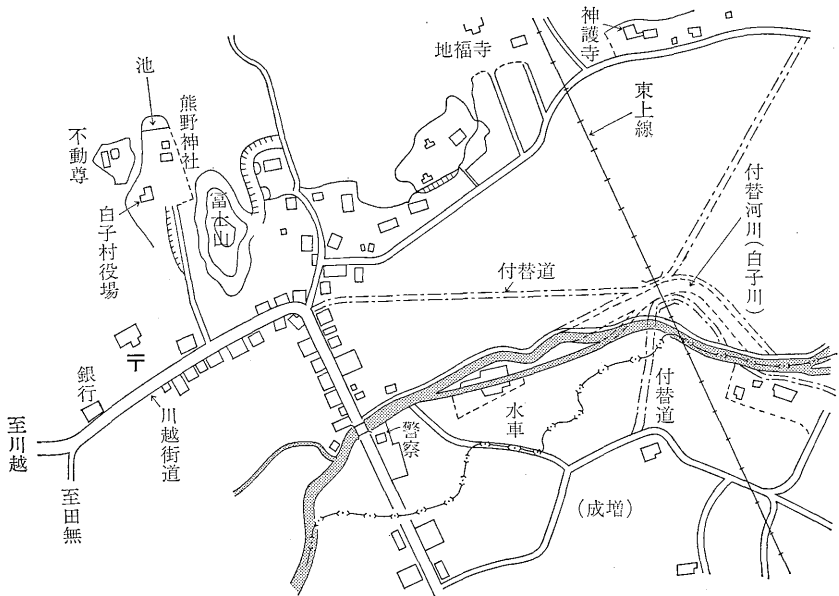 神護寺
地福寺
東上線
池
熊野神社
不動尊
富士山
白子村役場
付替河川(白子川)
付替道
〒
銀行
川越街道
至川越
至田無
警察
水車
付替道
(成増)